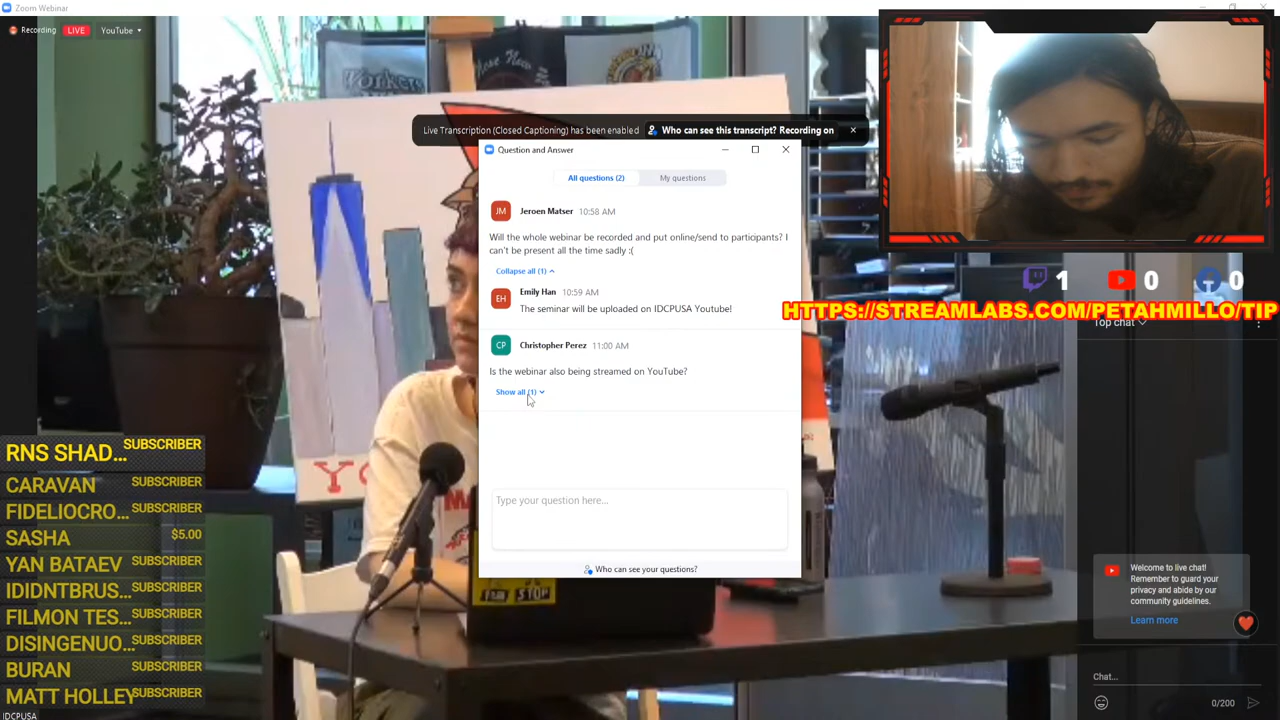 Zoom Webinar
Recording
LIVE
YouTube
Workers
More Now
Live Transcription (Closed Captioning) has been enabled
Who can see this transcript? Recording on
Question and Answer
All questions (2)
My questions
JM
Jeroen Matser 10:58 AM
Will the whole webinar be recorded and put online/send to participants? I
can't be present all the time sadly :(
Collapse all (1)
EH
Emily Han 10:59 AM
The seminar will be uploaded on IDCPUSA Youtube!
CP
Christopher Perez 11:00 AM
Is the webinar also being streamed on YouTube?
Show all (1)
Type your question here...
Who can see your questions?
1
0
0
HTTPS://STREAMLABS.COM/PETAHMILLO/TIP
Top chat
Welcome to live chat!
Remember to guard your
privacy and abide by our
community guidelines.
Learn more
Chat...
0/200
RNS SHAD... SUBSCRIBER
CARAVAN SUBSCRIBER
FIDELIOCRO... SUBSCRIBER
SASHA $5.00
YAN BATAEV SUBSCRIBER
IDIDNTBRUS... SUBSCRIBER
FILMON TES... SUBSCRIBER
DISINGENUO... SUBSCRIBER
BURAN SUBSCRIBER
MATT HOLLEY SUBSCRIBER
IDCPUSA